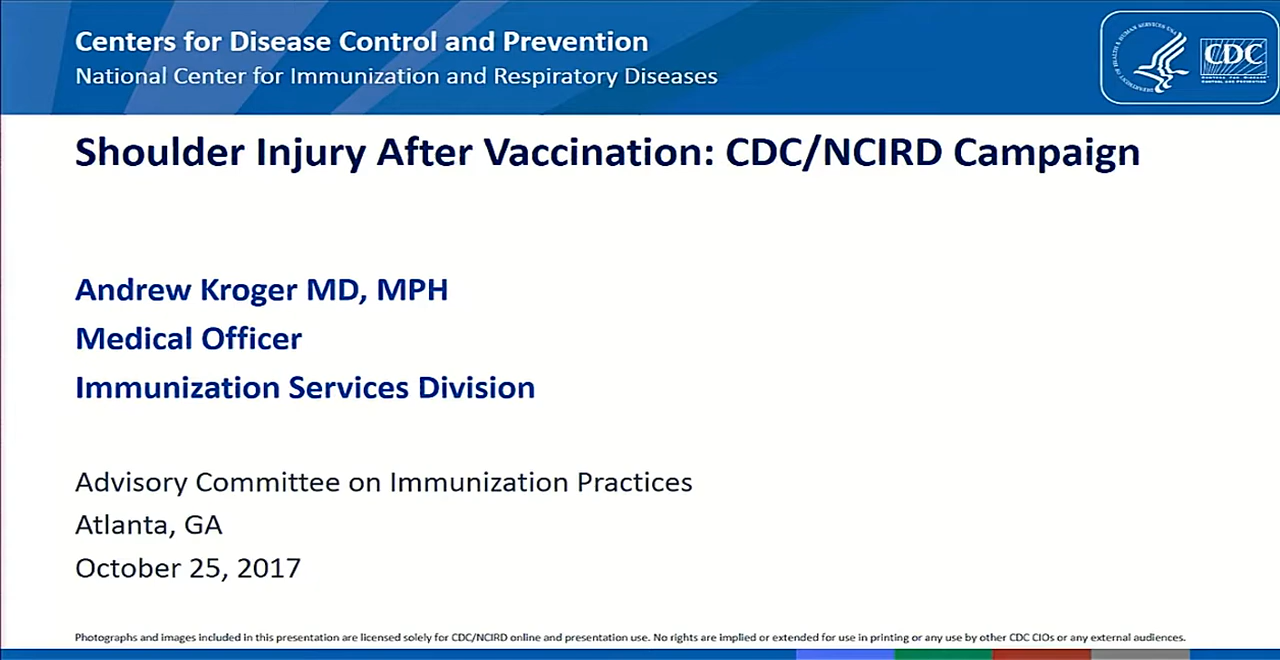 Centers for Disease Control and Prevention
National Center for Immunization and Respiratory Diseases
CDC
Shoulder Injury After Vaccination: CDC/NCIRD Campaign
Andrew Kroger MD, MPH
Medical Officer
Immunization Services Division
Advisory Committee on Immunization Practices
Atlanta, GA
October 25, 2017
Photographs and images included in this presentation are licensed solely for CDC/NCIRD online and presentation use. No rights are implied or extended for use in printing or any use by other CDC CIOs or any external audiences.